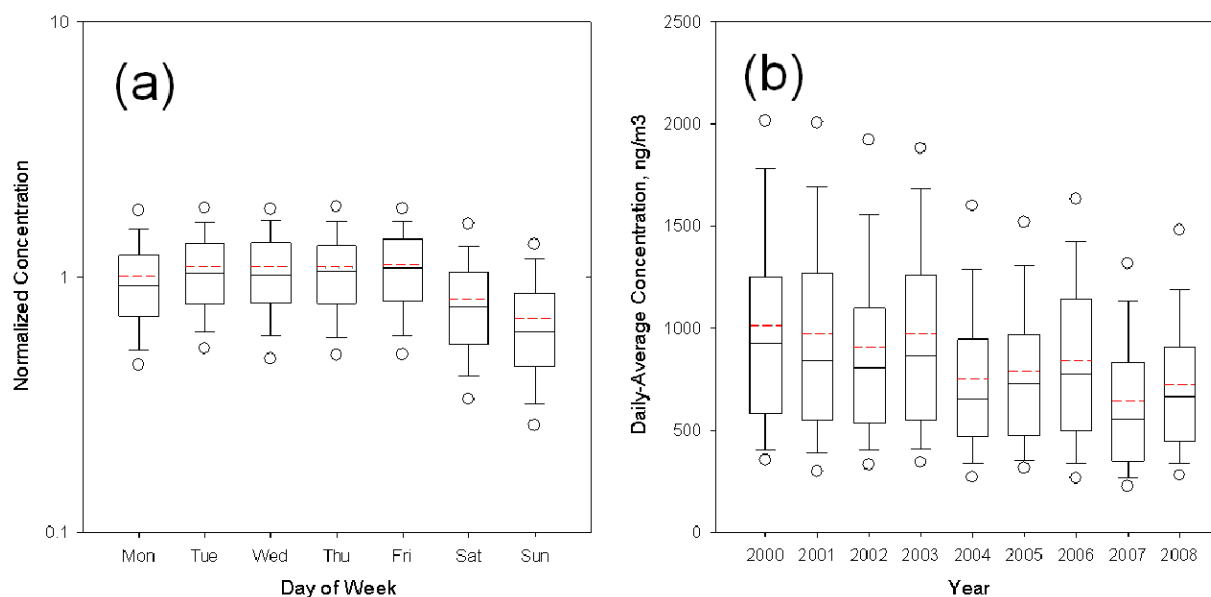 (a)
Normalized Concentration
10
1
0.1
Mon Tue Wed Thu Fri Sat Sun
Day of Week
(b)
Daily-Average Concentration, ng/m3
2500
2000
1500
1000
500
0
2000 2001 2002 2003 2004 2005 2006 2007 2008
Year